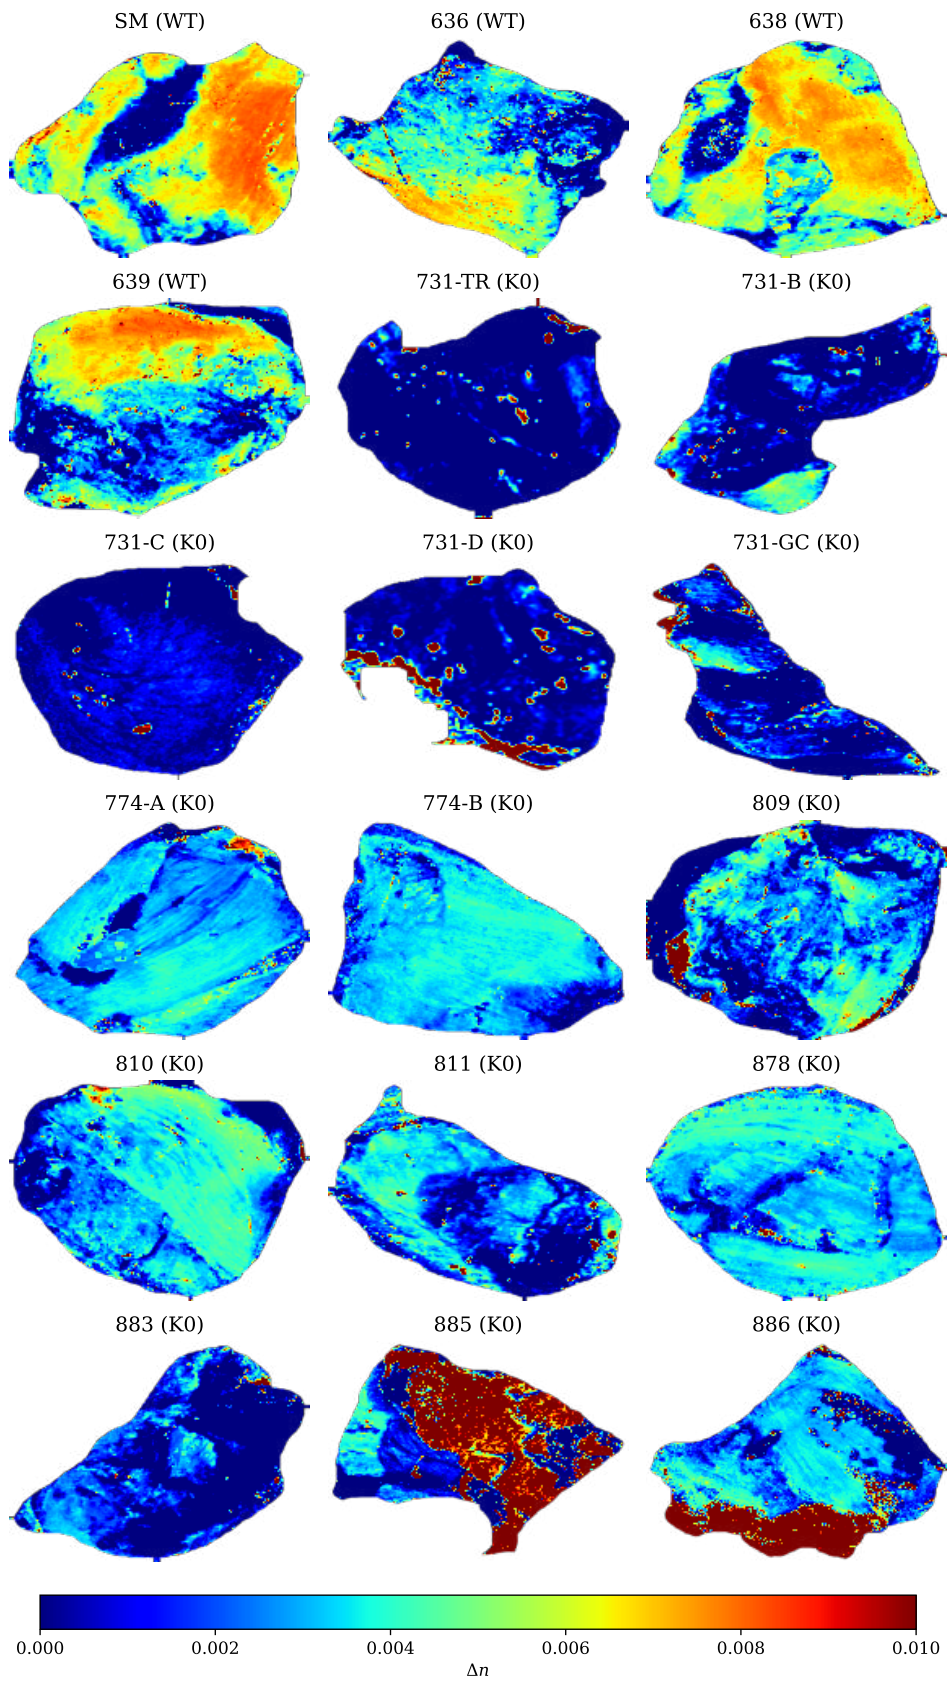 SM (WT) 636 (WT) 638 (WT)
639 (WT) 731-TR (K0) 731-B (K0)
731-C (K0) 731-D (K0) 731-GC (K0)
774-A (K0) 774-B (K0) 809 (K0)
810 (K0) 811 (K0) 878 (K0)
883 (K0) 885 (K0) 886 (K0)
0.000 0.002 0.004 0.006 0.008 0.010
Δn